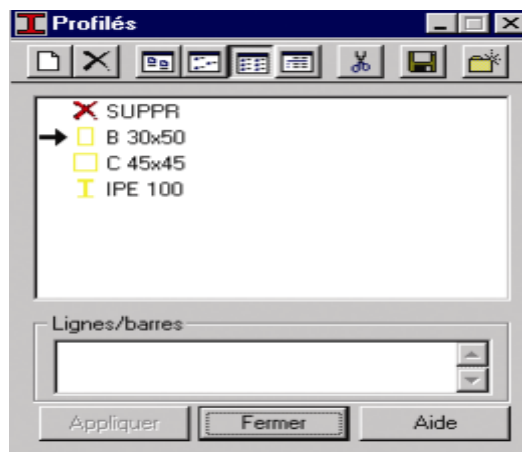 Profilés
SUPPR
B 30x50
C 45x45
IPE 100
Lignes/barres
Appliquer
Fermer
Aide